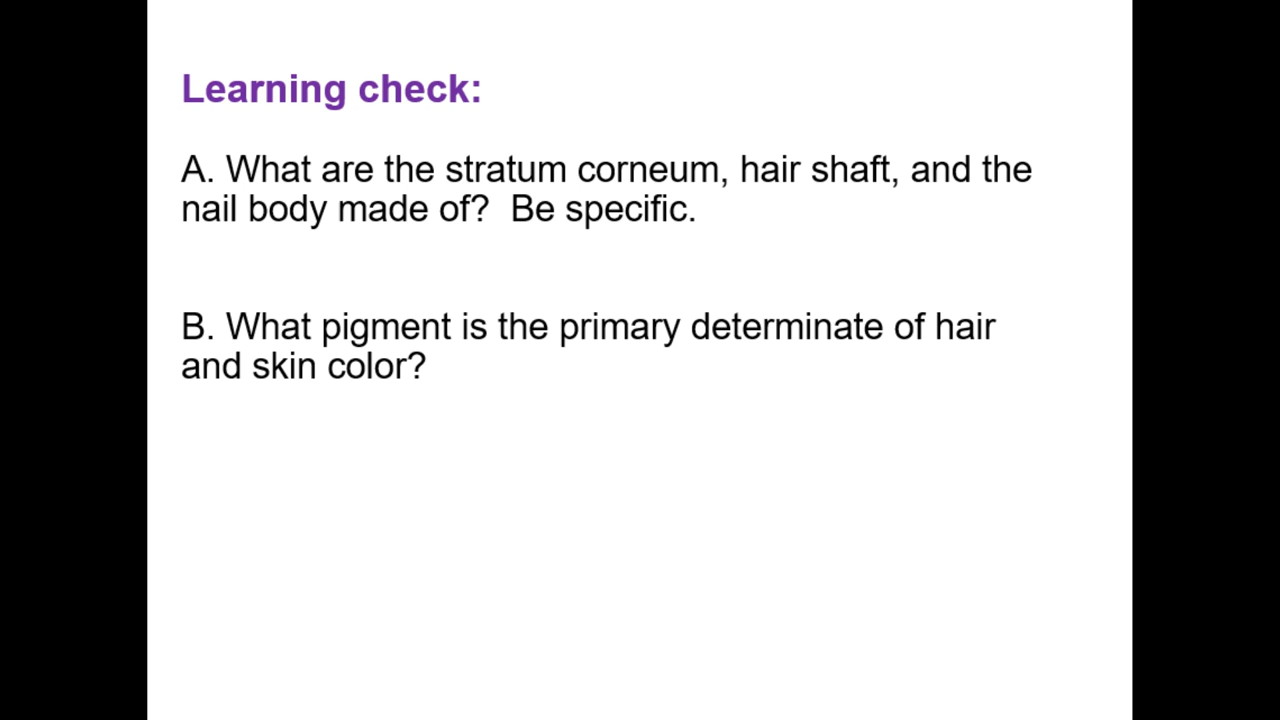 Learning check:
A. What are the stratum corneum, hair shaft, and the
nail body made of?  Be specific.
B. What pigment is the primary determinate of hair
and skin color?